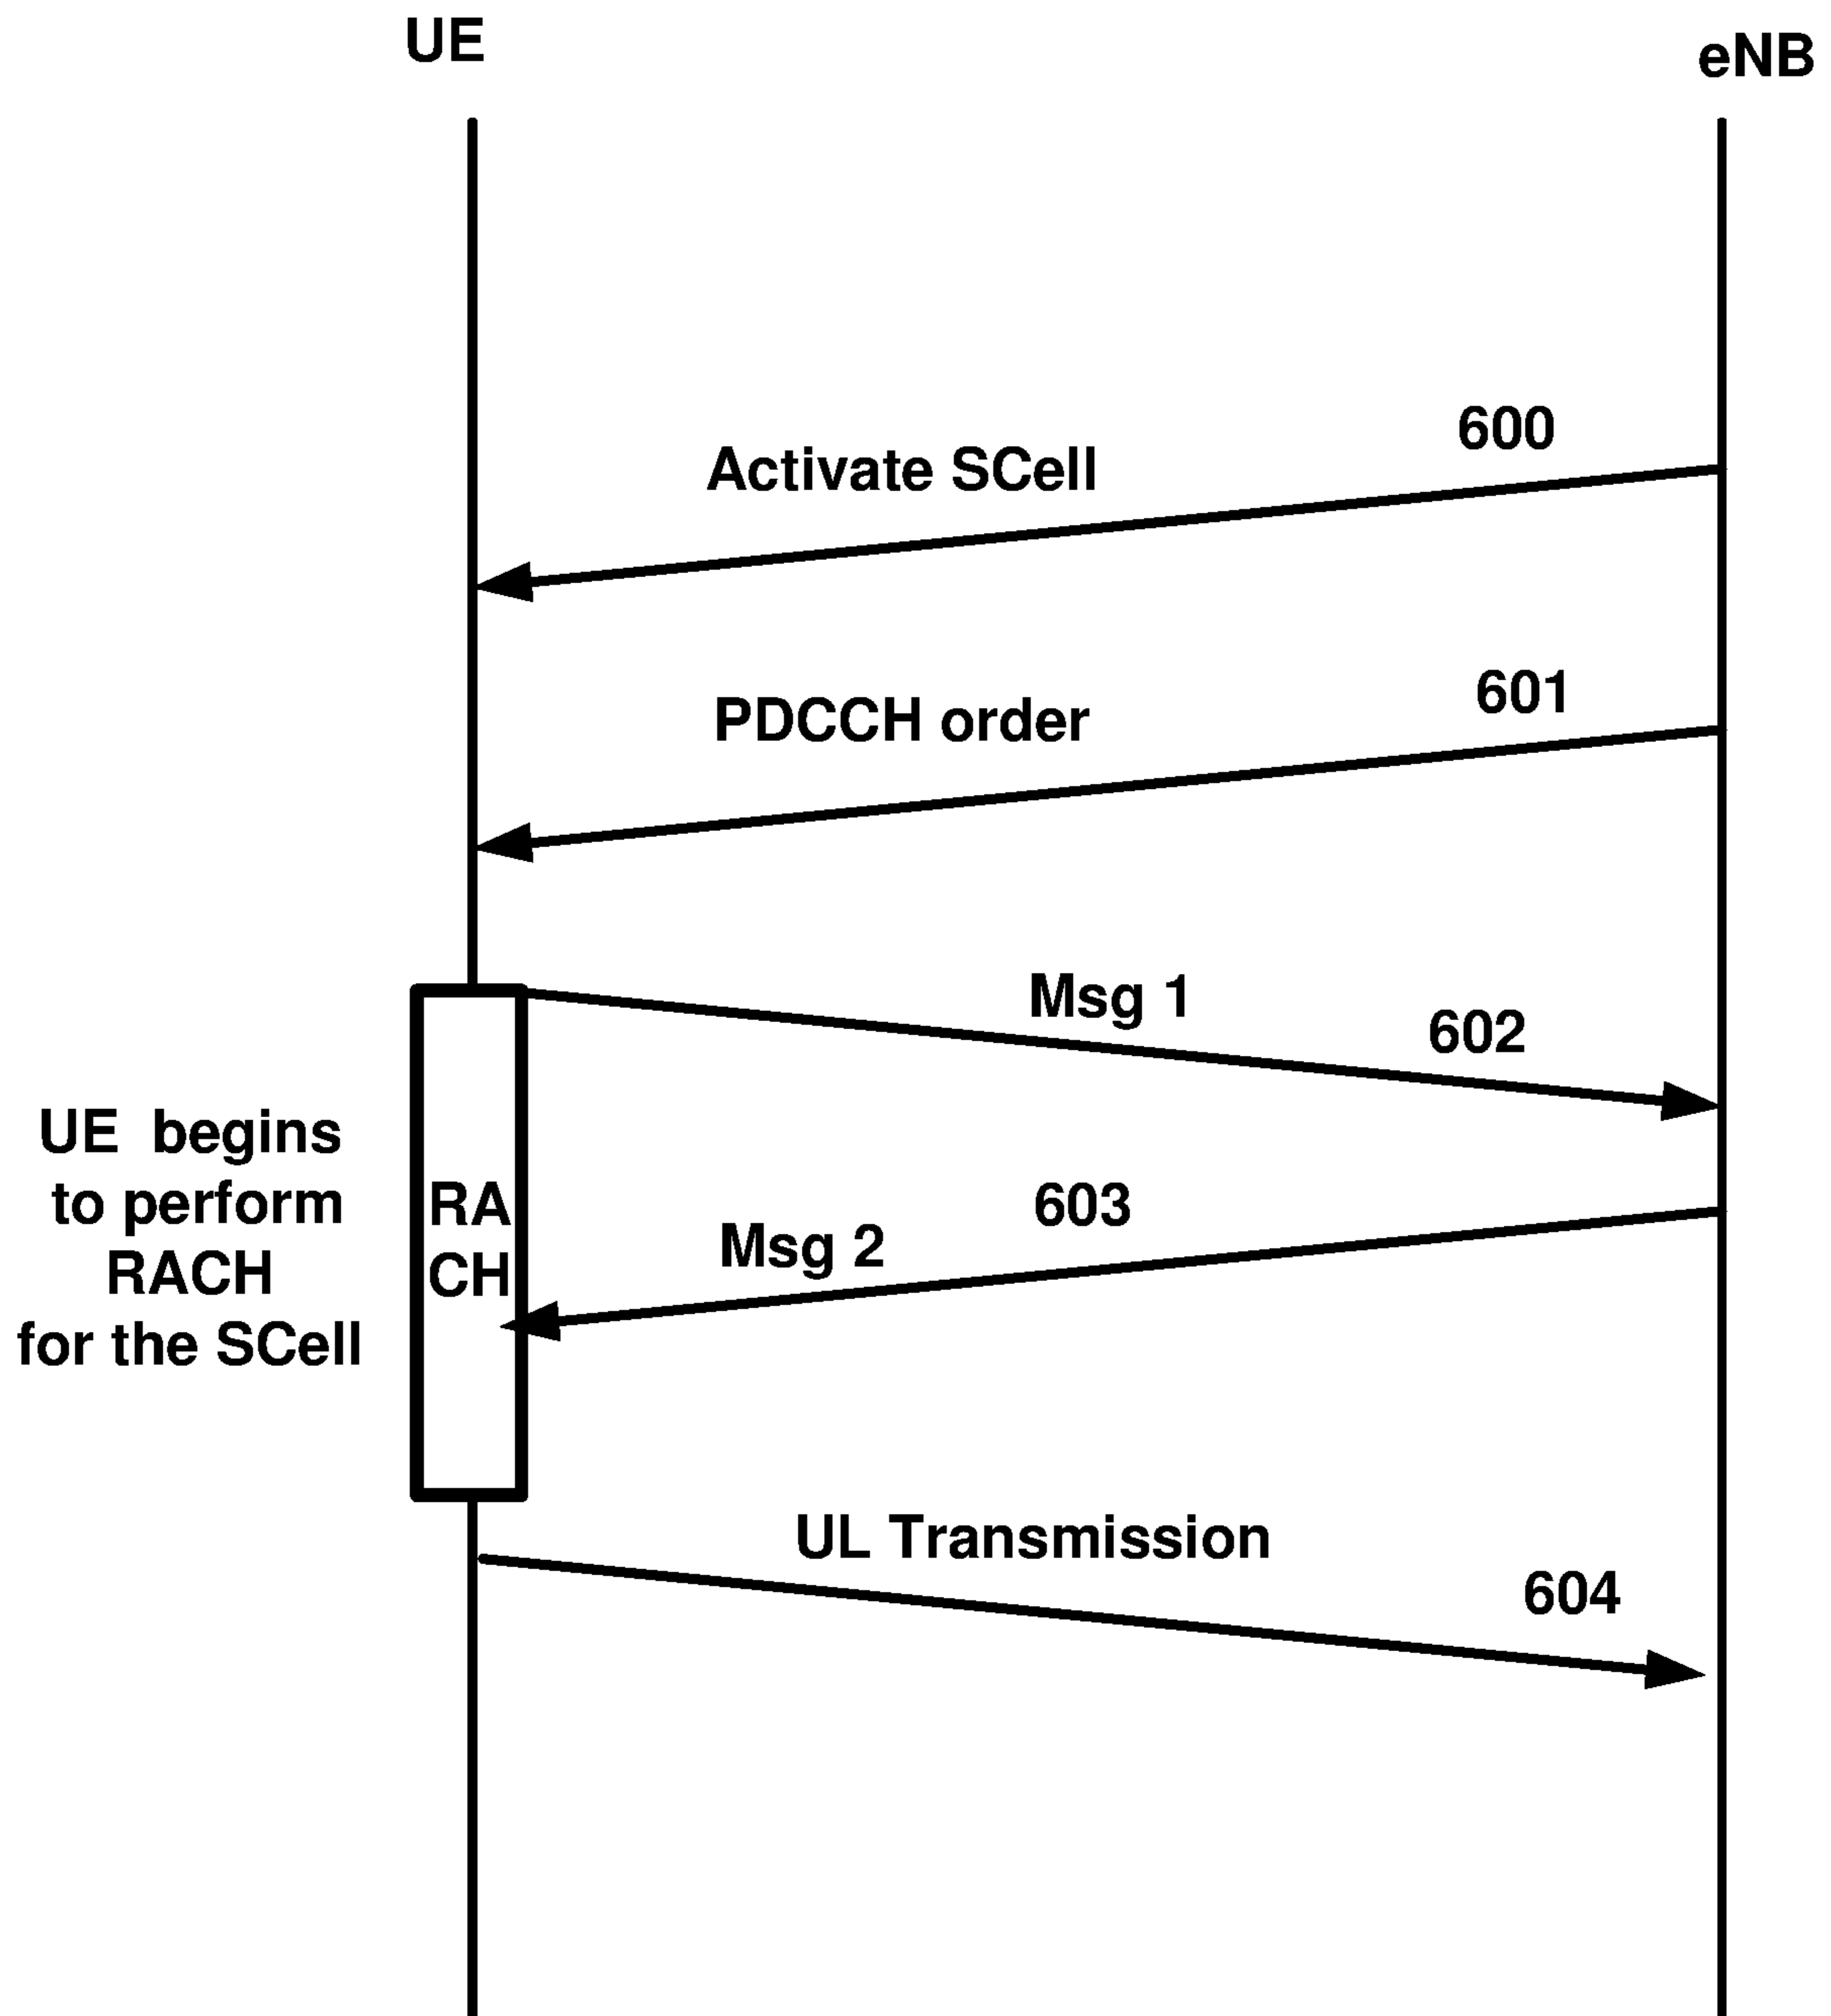 UE
eNB
600
Activate SCell
601
PDCCH order
Msg 1
602
UE begins
to perform
RACH
for the SCell
RA
CH
603
Msg 2
UL Transmission
604